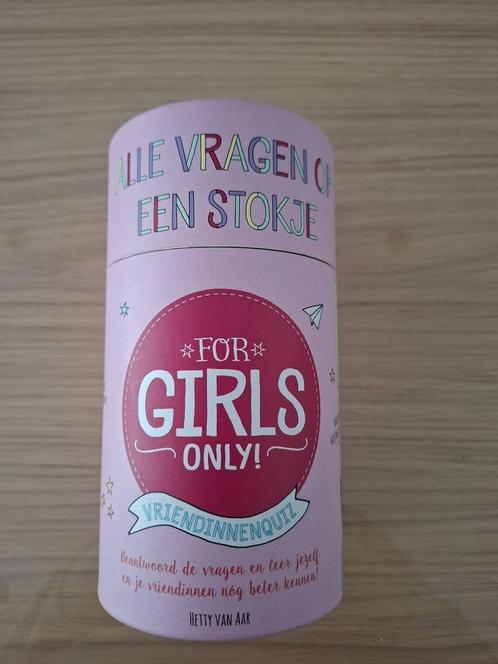 ALLE VRAGEN OP
EEN STOKJE
FOR
GIRLS
ONLY!
VRIENDINNENQUIZ
Beantwoord de vragen en leer jezelf
en je vriendinnen nóg beter kennen!
HETTY VAN AAR